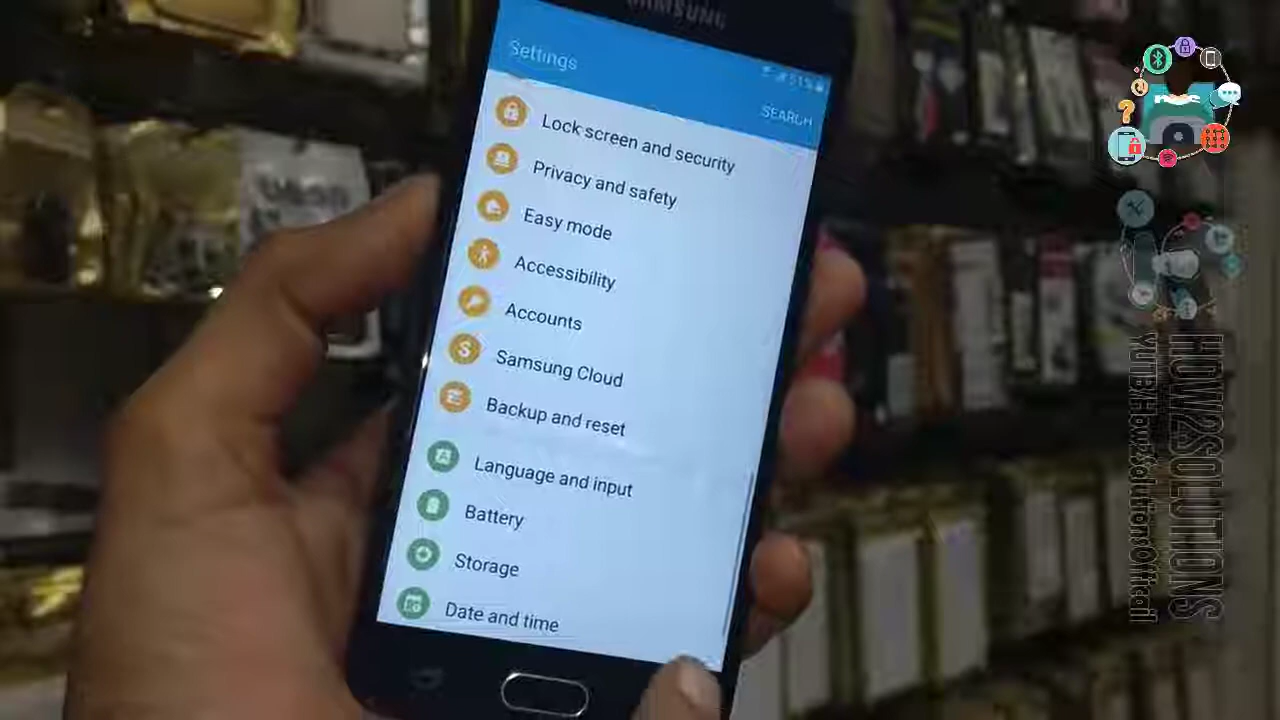 SAMSUNG
51%
Settings
SEARCH
Lock screen and security
Privacy and safety
Easy mode
Accessibility
Accounts
Samsung Cloud
Backup and reset
Language and input
Battery
Storage
Date and time
HOW2SOLUTIONS